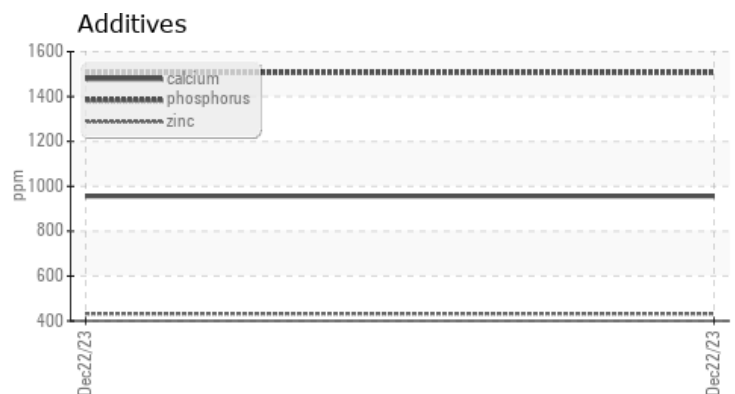 Additives
1600
1400
1200
1000
800
600
400
ppm
calcium
phosphorus
zinc
Dec22/23
Dec22/23